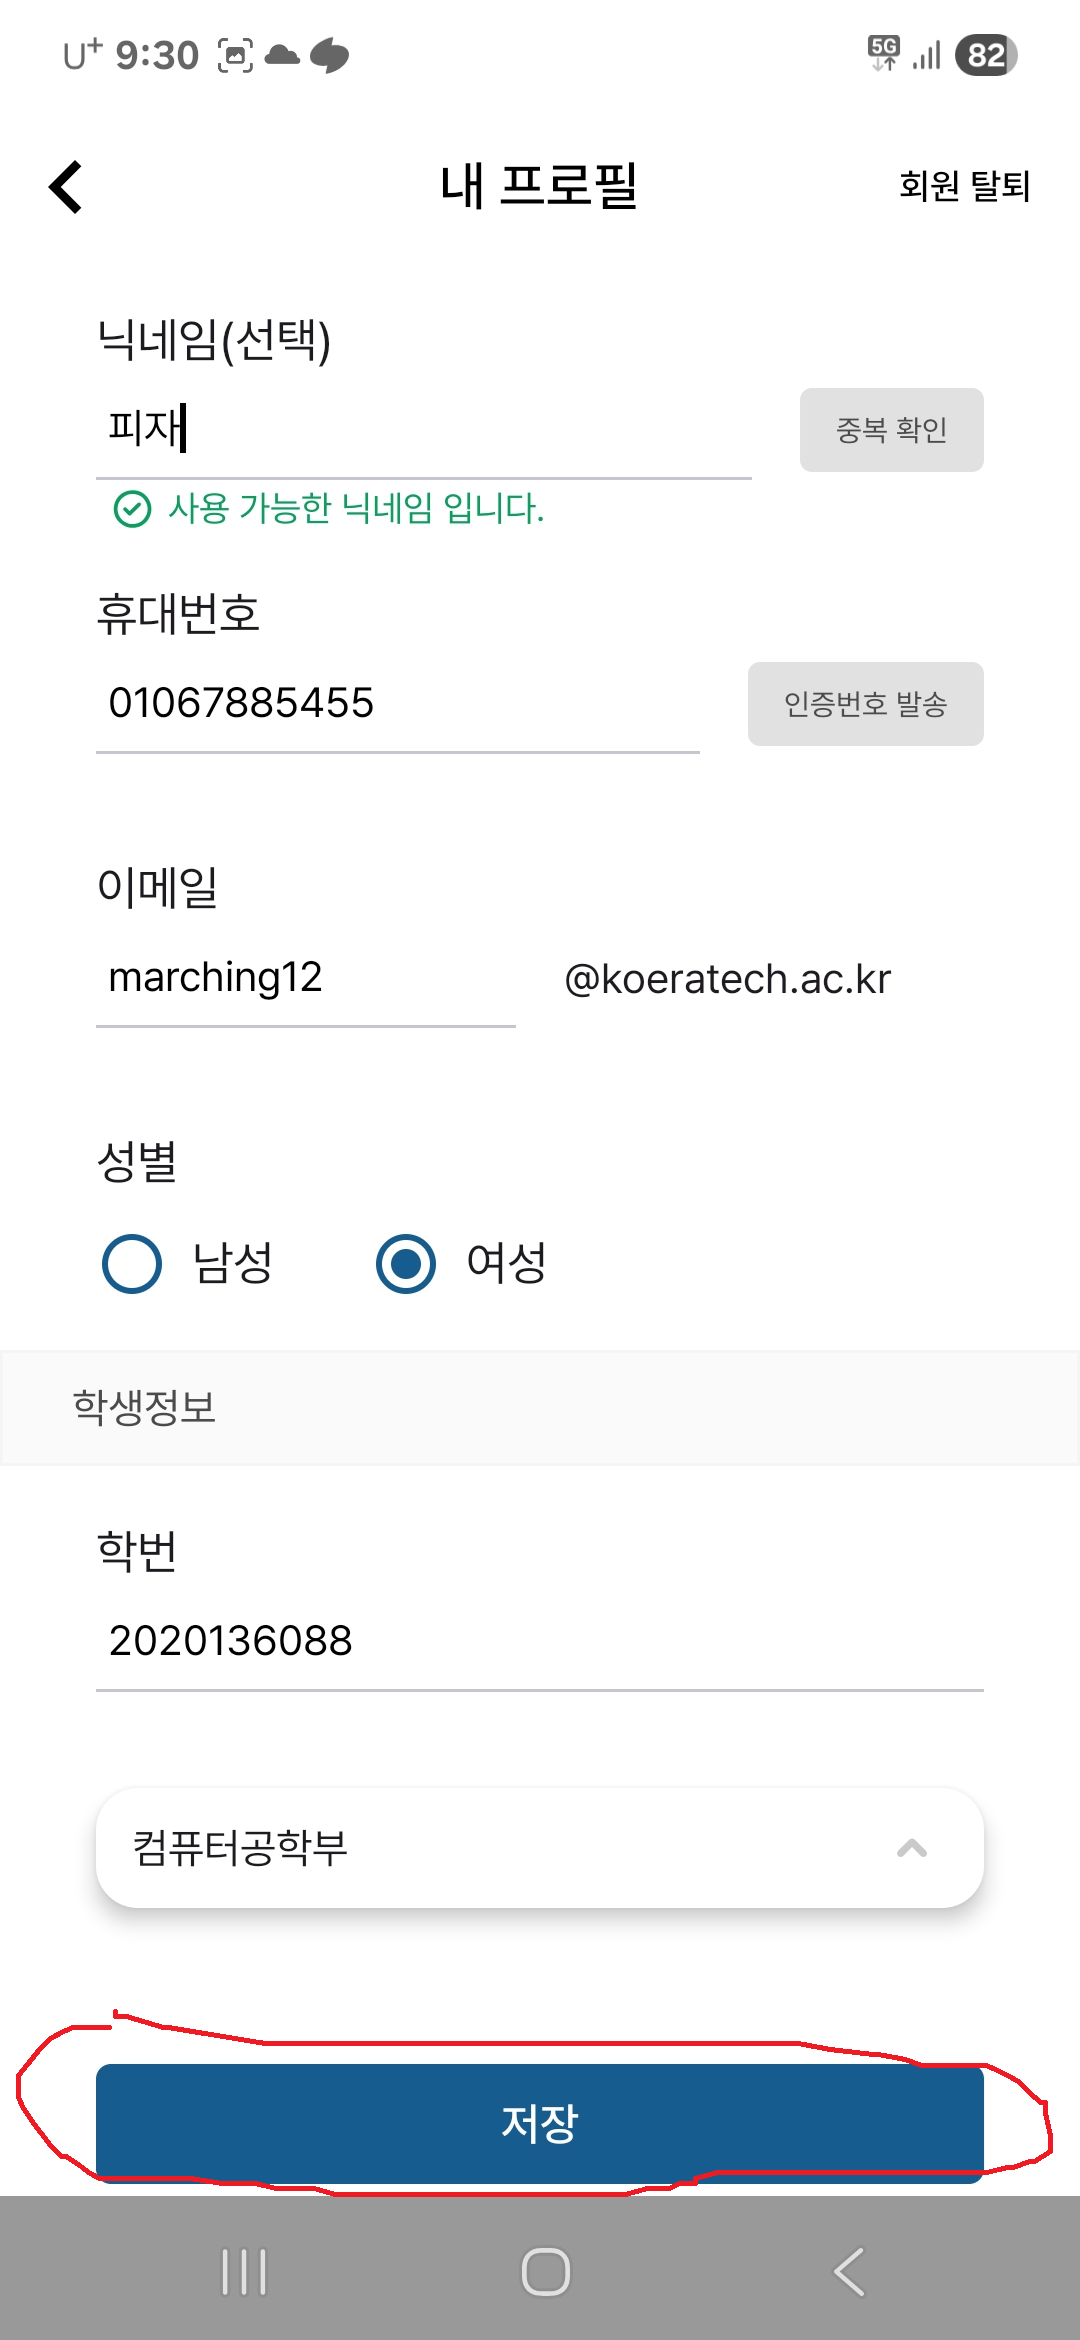 U+ 9:30 5G 82
내 프로필 회원 탈퇴
닉네임(선택)
피자 중복 확인
사용 가능한 닉네임 입니다.
휴대번호
01067885455 인증번호 발송
이메일
marching12 @koeratech.ac.kr
성별
남성 여성
학생정보
학번
2020136088
컴퓨터공학부
저장